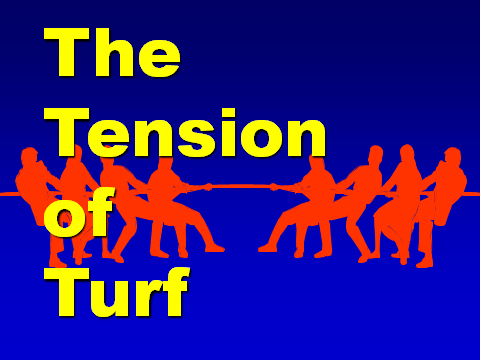 The
Tension
of
Turf